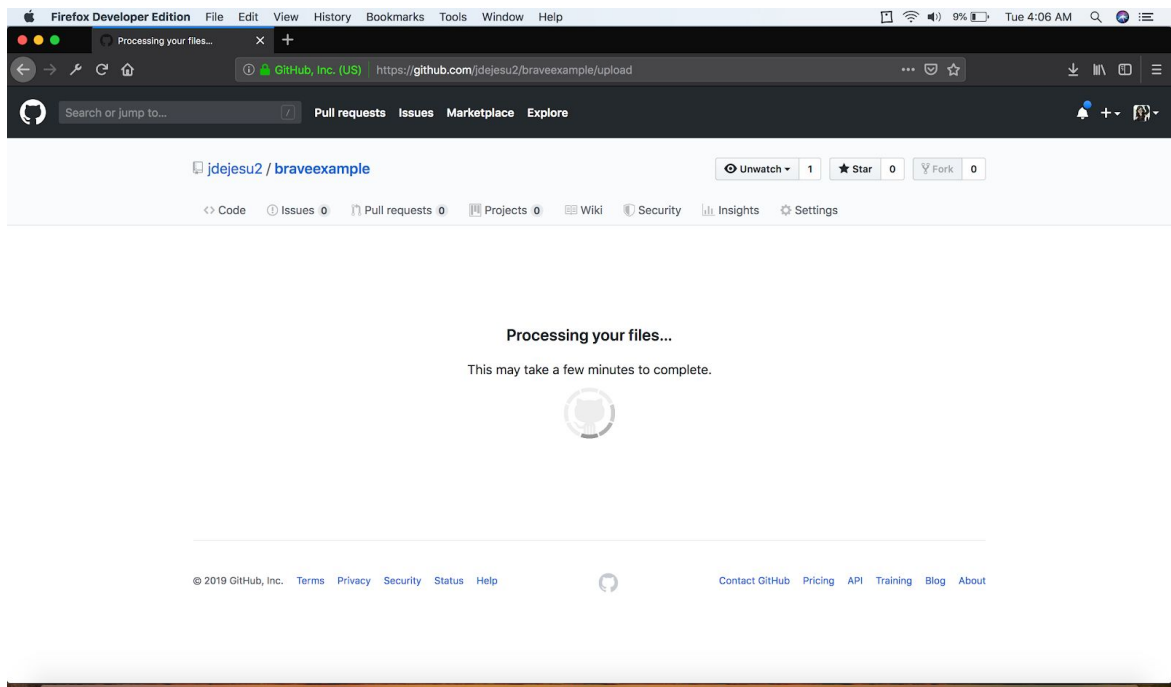 Firefox Developer Edition File Edit View History Bookmarks Tools Window Help 9% Tue 4:06 AM
Processing your files...
GitHub, Inc. (US) https://github.com/jdejesu2/braveexample/upload
Search or jump to... / Pull requests Issues Marketplace Explore
jdejesu2 / braveexample Unwatch 1 Star 0 Fork 0
Code Issues 0 Pull requests 0 Projects 0 Wiki Security Insights Settings
Processing your files...
This may take a few minutes to complete.
© 2019 GitHub, Inc. Terms Privacy Security Status Help Contact GitHub Pricing API Training Blog About